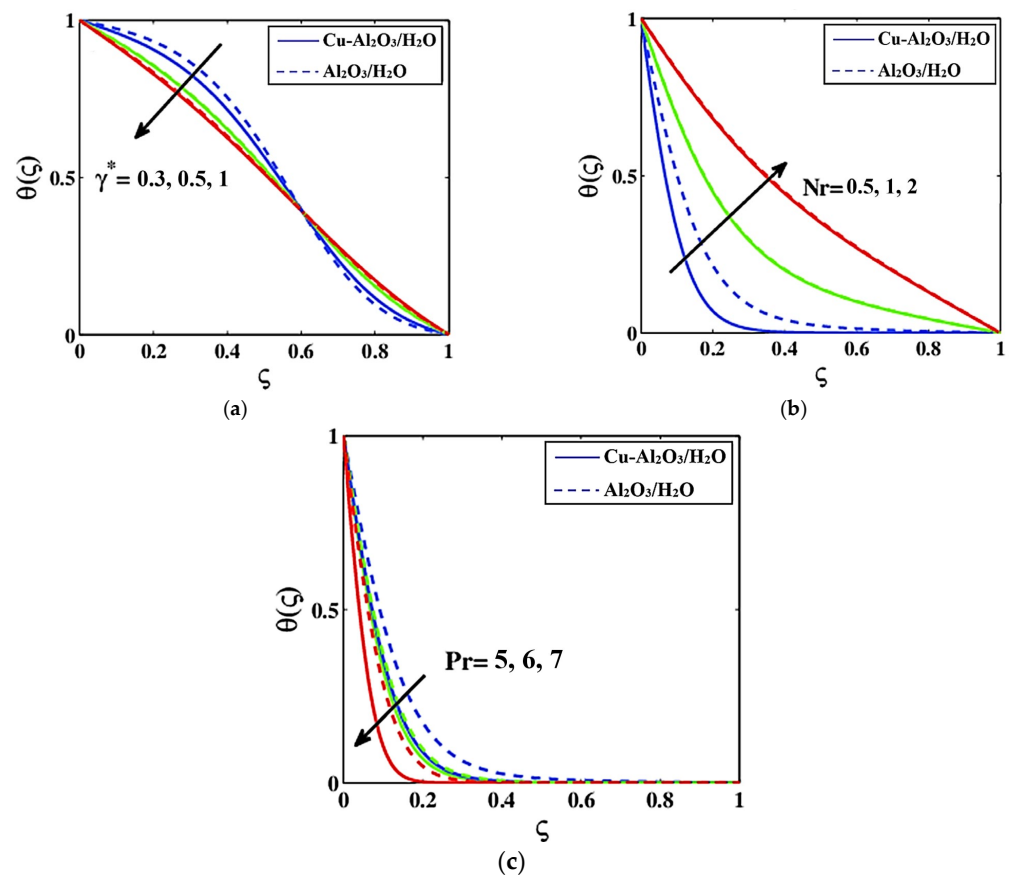 1
Cu-Al₂O₃/H₂O
Al₂O₃/H₂O
θ(ς)
0.5
γ* = 0.3, 0.5, 1
0
0 0.2 0.4 0.6 0.8 1
ς
(a)
1
Cu-Al₂O₃/H₂O
Al₂O₃/H₂O
θ(ς)
0.5
Nr= 0.5, 1, 2
0
0 0.2 0.4 0.6 0.8 1
ς
(b)
1
Cu-Al₂O₃/H₂O
Al₂O₃/H₂O
θ(ς)
0.5
Pr= 5, 6, 7
0
0 0.2 0.4 0.6 0.8 1
ς
(c)